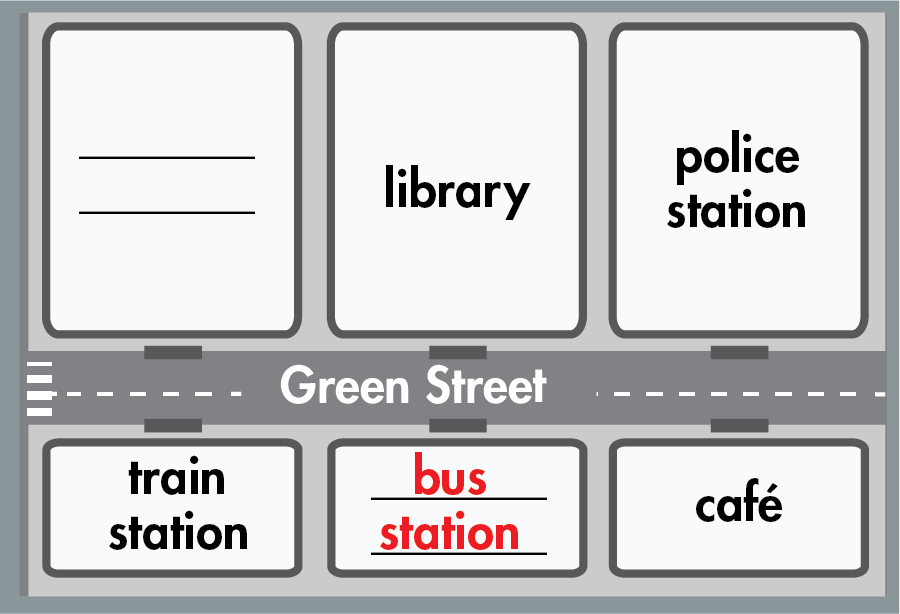 library
police
station
Green Street
train
station
bus
station
café